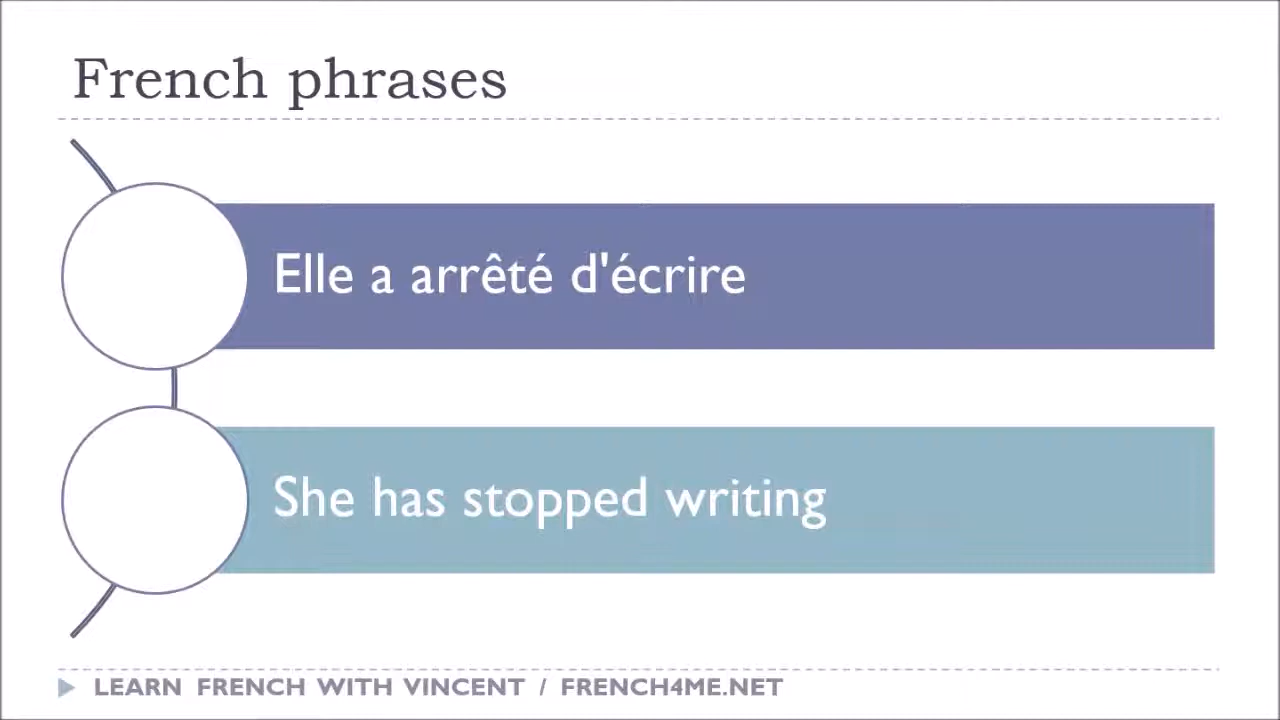 French phrases
Elle a arrêté d'écrire
She has stopped writing
LEARN FRENCH WITH VINCENT / FRENCH4ME.NET